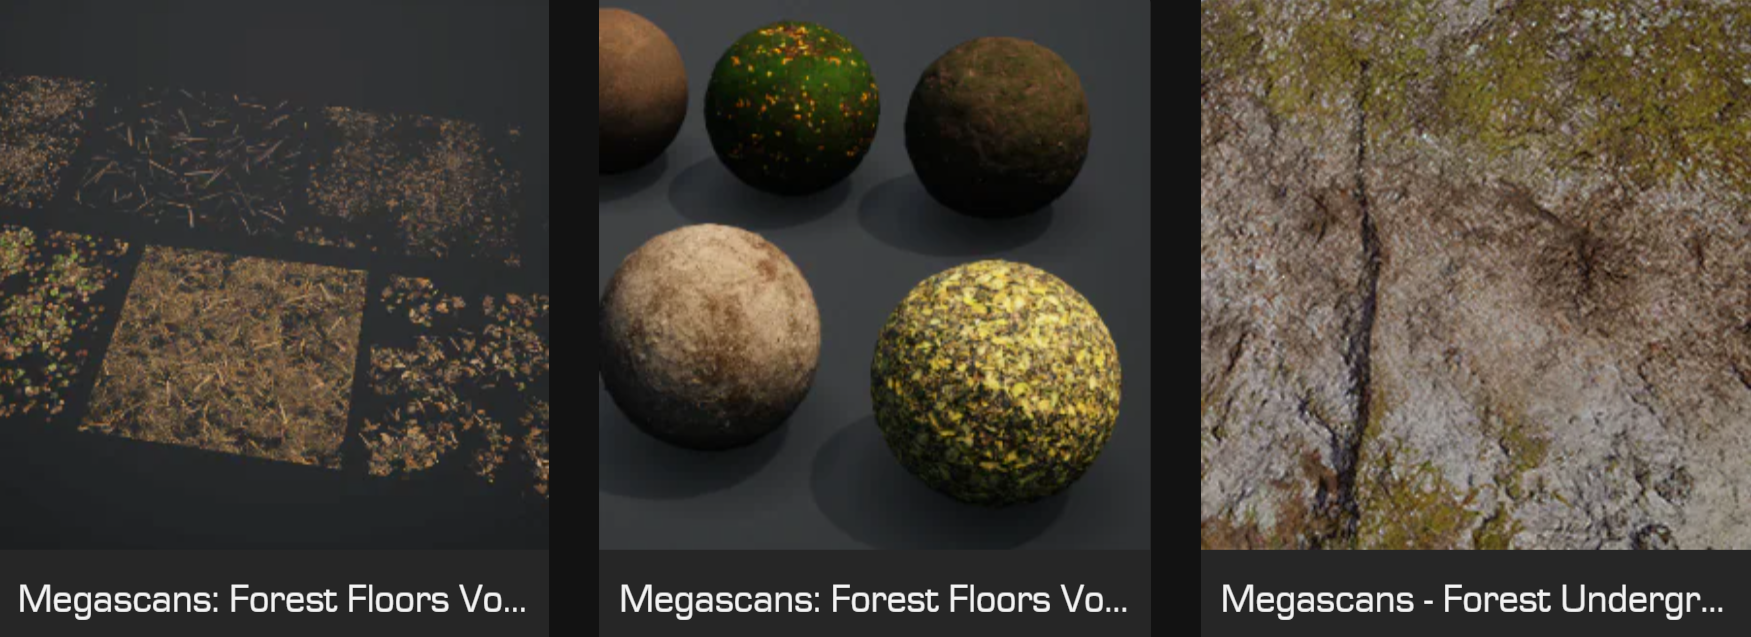 Megascans: Forest Floors Vo...
Megascans: Forest Floors Vo...
Megascans - Forest Undergr...